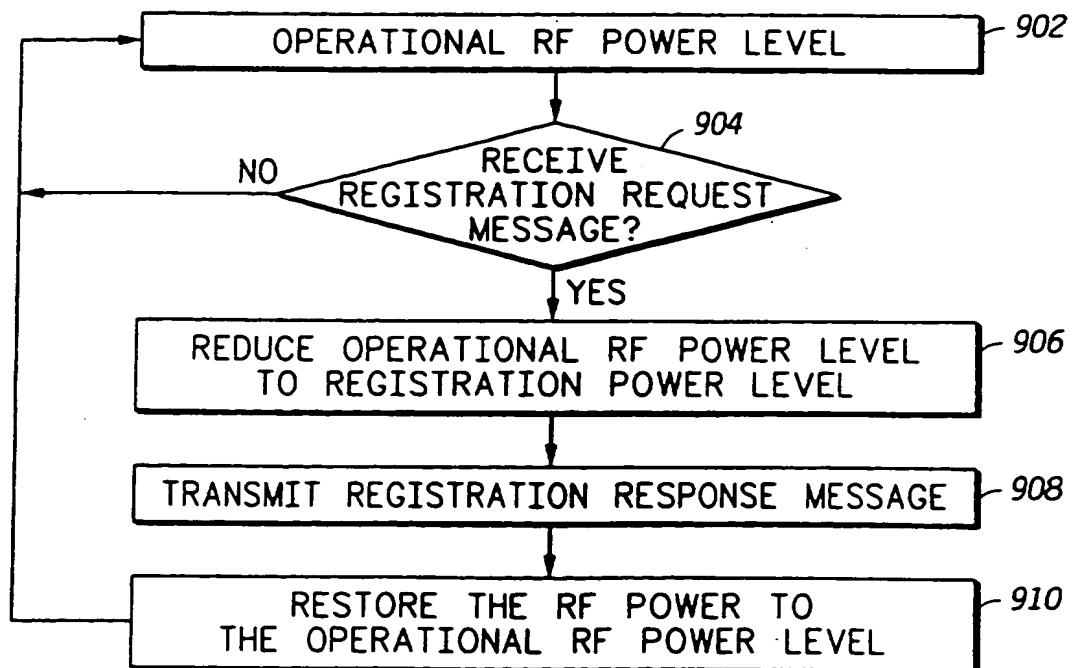 OPERATIONAL RF POWER LEVEL
902
904
RECEIVE
REGISTRATION REQUEST
MESSAGE?
NO
YES
REDUCE OPERATIONAL RF POWER LEVEL
TO REGISTRATION POWER LEVEL
906
TRANSMIT REGISTRATION RESPONSE MESSAGE
908
RESTORE THE RF POWER TO
THE OPERATIONAL RF POWER LEVEL
910